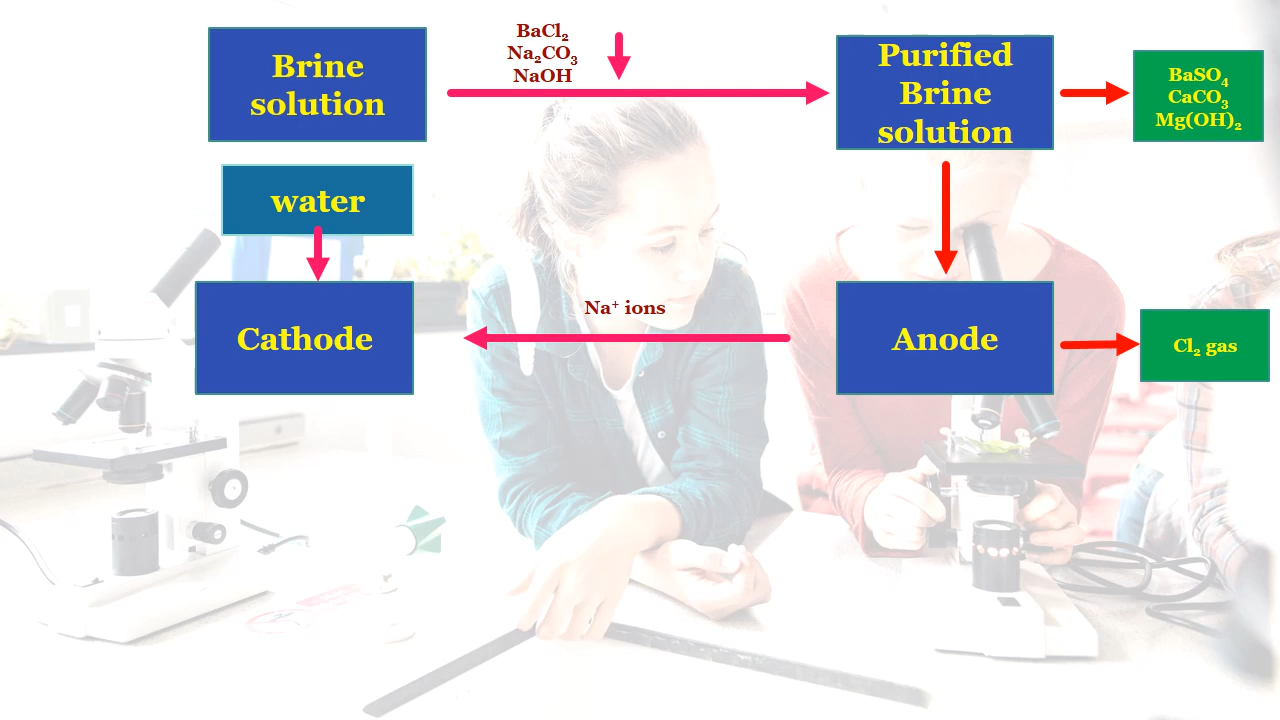 Brine
solution
BaCl₂
Na₂CO₃
NaOH
Purified
Brine
solution
BaSO₄
CaCO₃
Mg(OH)₂
water
Cathode
Na⁺ ions
Anode
Cl₂ gas